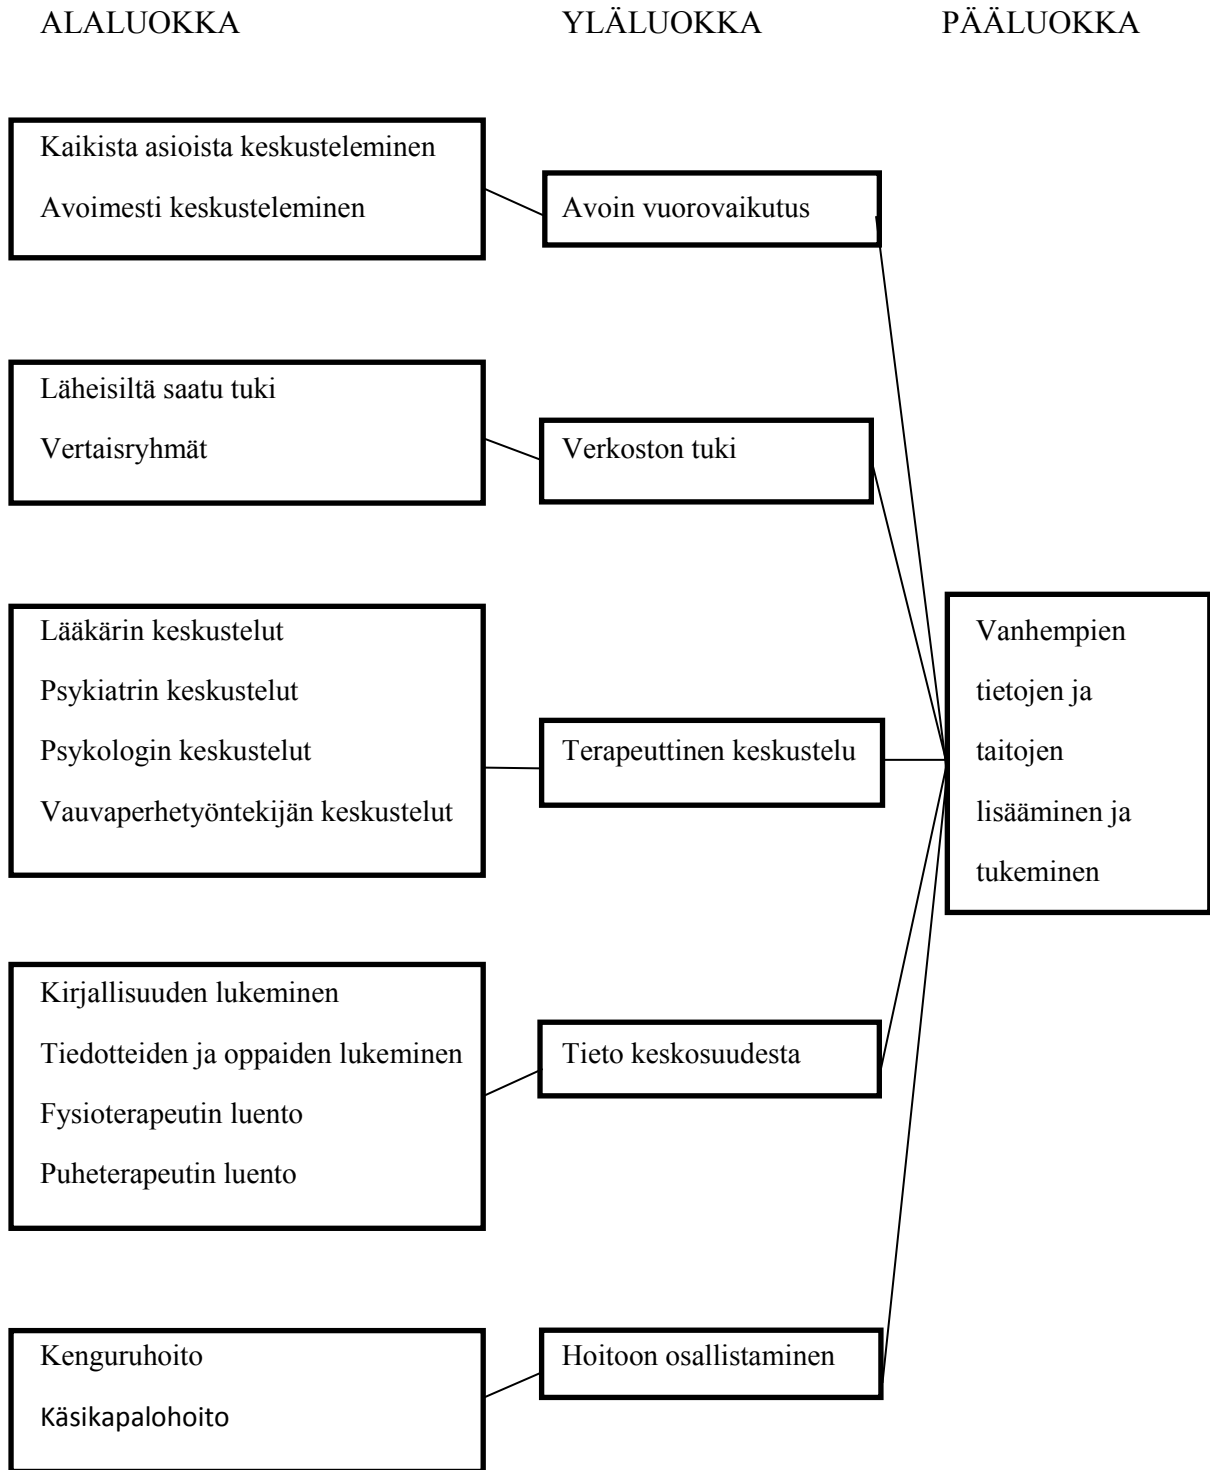 ALALUOKKA YLÄLUOKKA PÄÄLUOKKA
Kaikista asioista keskusteleminen
Avoimesti keskusteleminen
Avoin vuorovaikutus
Läheisiltä saatu tuki
Vertaisryhmät
Verkoston tuki
Lääkärin keskustelut
Psykiatrin keskustelut
Psykologin keskustelut
Vauvaperhetyöntekijän keskustelut
Terapeuttinen keskustelu
Kirjallisuuden lukeminen
Tiedotteiden ja oppaiden lukeminen
Fysioterapeutin luento
Puheterapeutin luento
Tieto keskosuudesta
Kenguruhoito
Käsikapalohoito
Hoitoon osallistaminen
Vanhempien
tietojen ja
taitojen
lisääminen ja
tukeminen